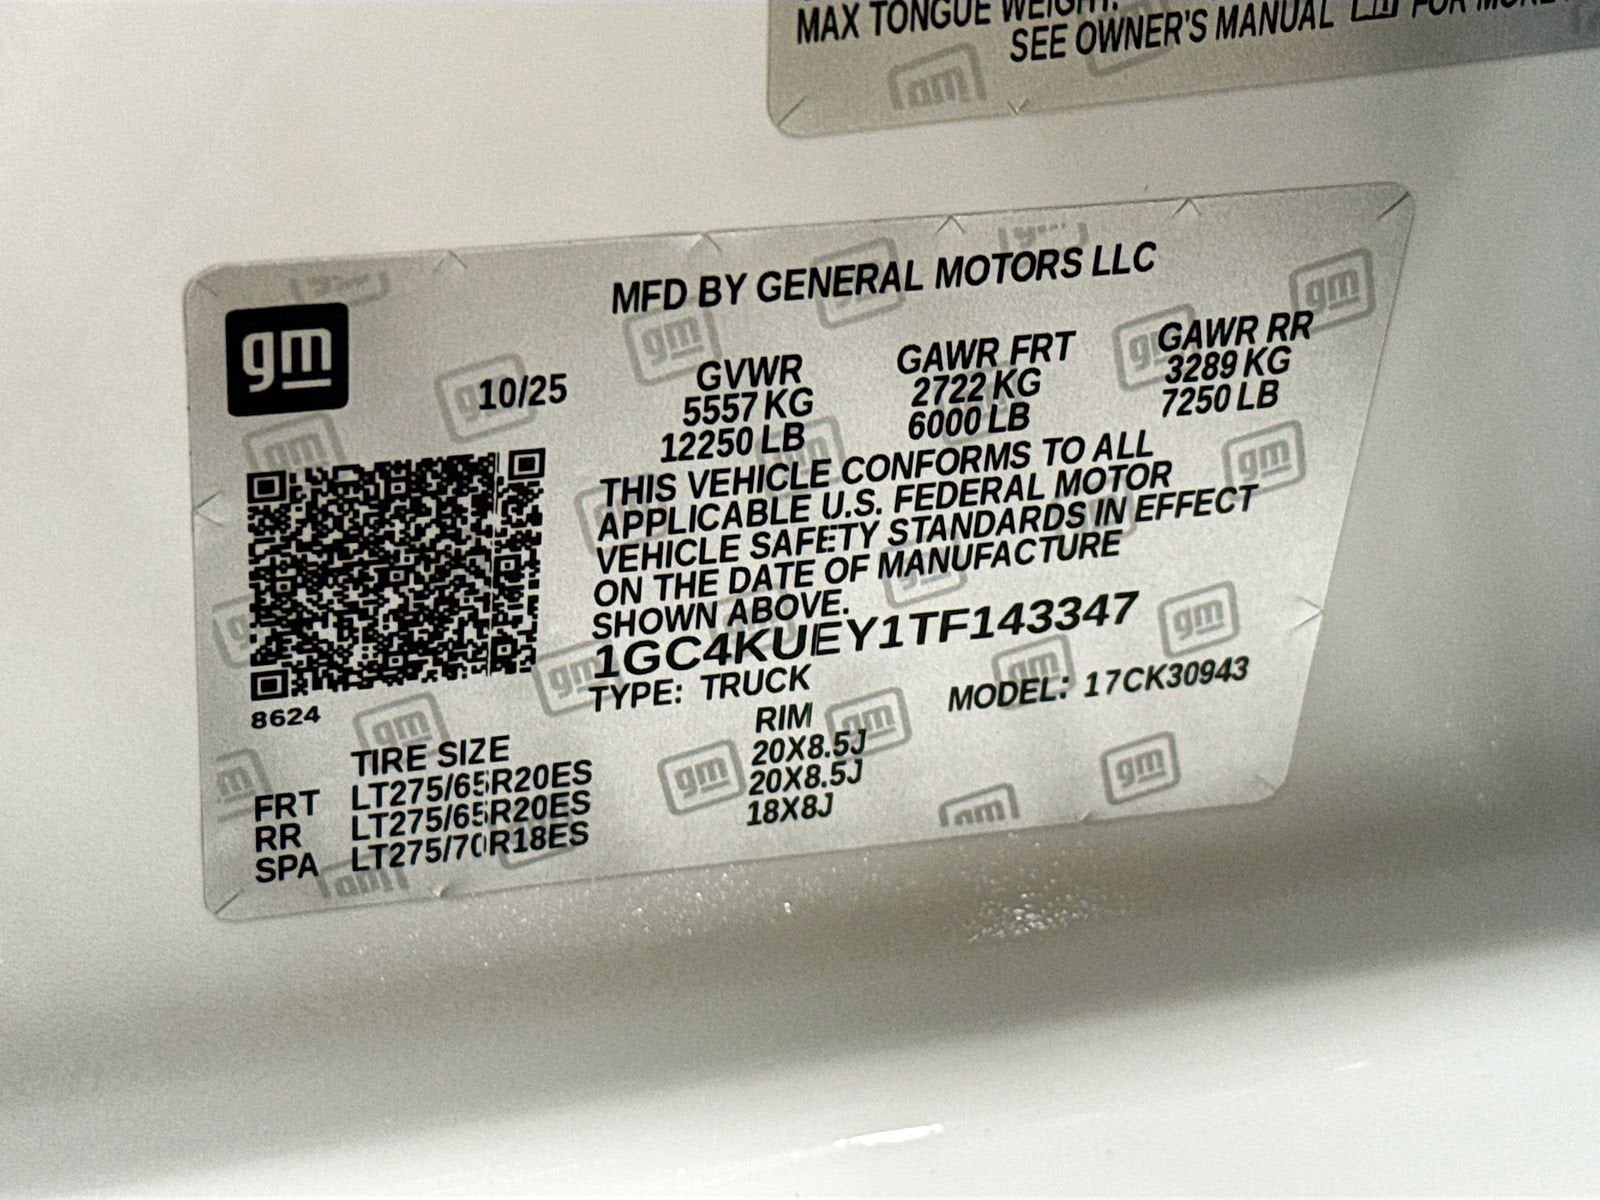 MAX TONGUE WEIGHT:
SEE OWNER'S MANUAL FOR MORE
gm
MFD BY GENERAL MOTORS LLC
10/25
GVWR GAWR FRT GAWR RR
5557 KG 2722 KG 3289 KG
12250 LB 6000 LB 7250 LB
THIS VEHICLE CONFORMS TO ALL
APPLICABLE U.S. FEDERAL MOTOR
VEHICLE SAFETY STANDARDS IN EFFECT
ON THE DATE OF MANUFACTURE
SHOWN ABOVE.
1GC4KUEY1TF143347
TYPE: TRUCK MODEL: 17CK30943
8624
TIRE SIZE RIM
FRT LT275/65R20ES 20X8.5J
RR LT275/65R20ES 20X8.5J
SPA LT275/70R18ES 18X8J